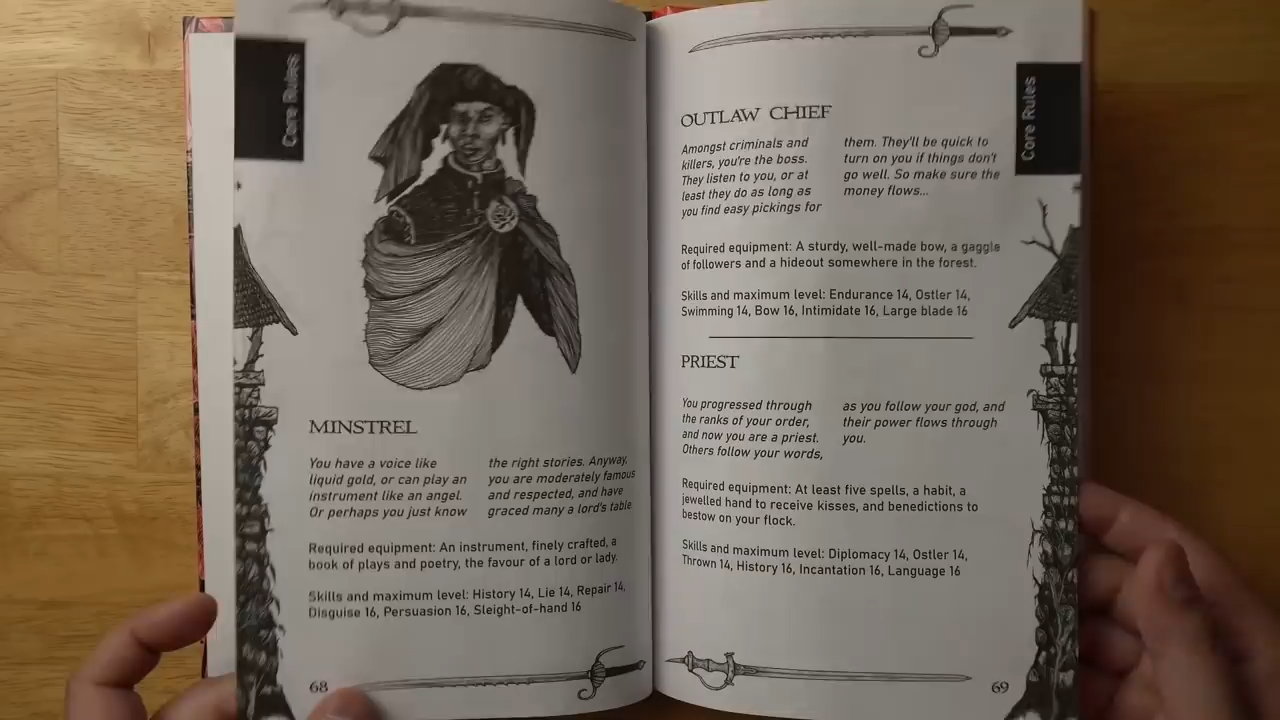 Core Rules
MINSTREL
You have a voice like
liquid gold, or can play an
instrument like an angel.
Or perhaps you just know
the right stories. Anyway,
you are moderately famous
and respected, and have
graced many a lord's table
Required equipment: An instrument, finely crafted, a
book of plays and poetry, the favour of a lord or lady.
Skills and maximum level: History 14, Lie 14, Repair 14,
Disguise 16, Persuasion 16, Sleight-of-hand 16
68
Core Rules
OUTLAW CHIEF
Amongst criminals and
killers, you're the boss.
They listen to you, or at
least they do as long as
you find easy pickings for
them. They'll be quick to
turn on you if things don't
go well. So make sure the
money flows...
Required equipment: A sturdy, well-made bow, a gaggle
of followers and a hideout somewhere in the forest.
Skills and maximum level: Endurance 14, Ostler 14,
Swimming 14, Bow 16, Intimidate 16, Large blade 16
PRIEST
You progressed through
the ranks of your order,
and now you are a priest.
Others follow your words,
as you follow your god, and
their power flows through
you.
Required equipment: At least five spells, a habit, a
jewelled hand to receive kisses, and benedictions to
bestow on your flock.
Skills and maximum level: Diplomacy 14, Ostler 14,
Thrown 14, History 16, Incantation 16, Language 16
69